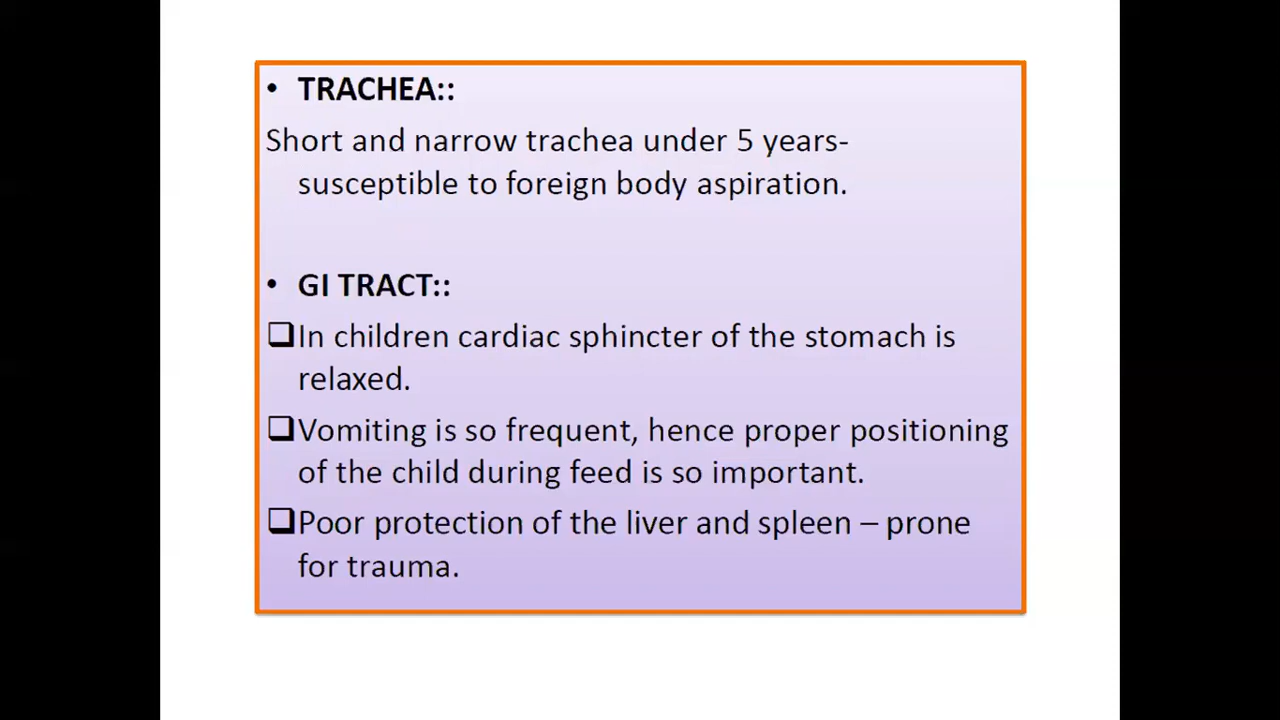 • TRACHEA::
Short and narrow trachea under 5 years-
susceptible to foreign body aspiration.
• GI TRACT::
❑In children cardiac sphincter of the stomach is
relaxed.
❑Vomiting is so frequent, hence proper positioning
of the child during feed is so important.
❑Poor protection of the liver and spleen – prone
for trauma.